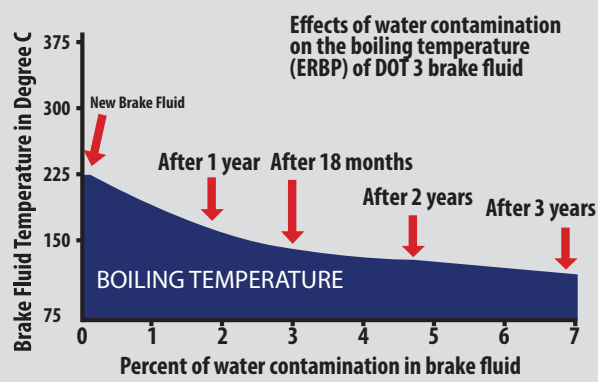 Effects of water contamination
on the boiling temperature
(ERBP) of DOT 3 brake fluid
Brake Fluid Temperature in Degree C
375
300
225
150
75
New Brake Fluid
After 1 year
After 18 months
After 2 years
After 3 years
BOILING TEMPERATURE
0 1 2 3 4 5 6 7
Percent of water contamination in brake fluid